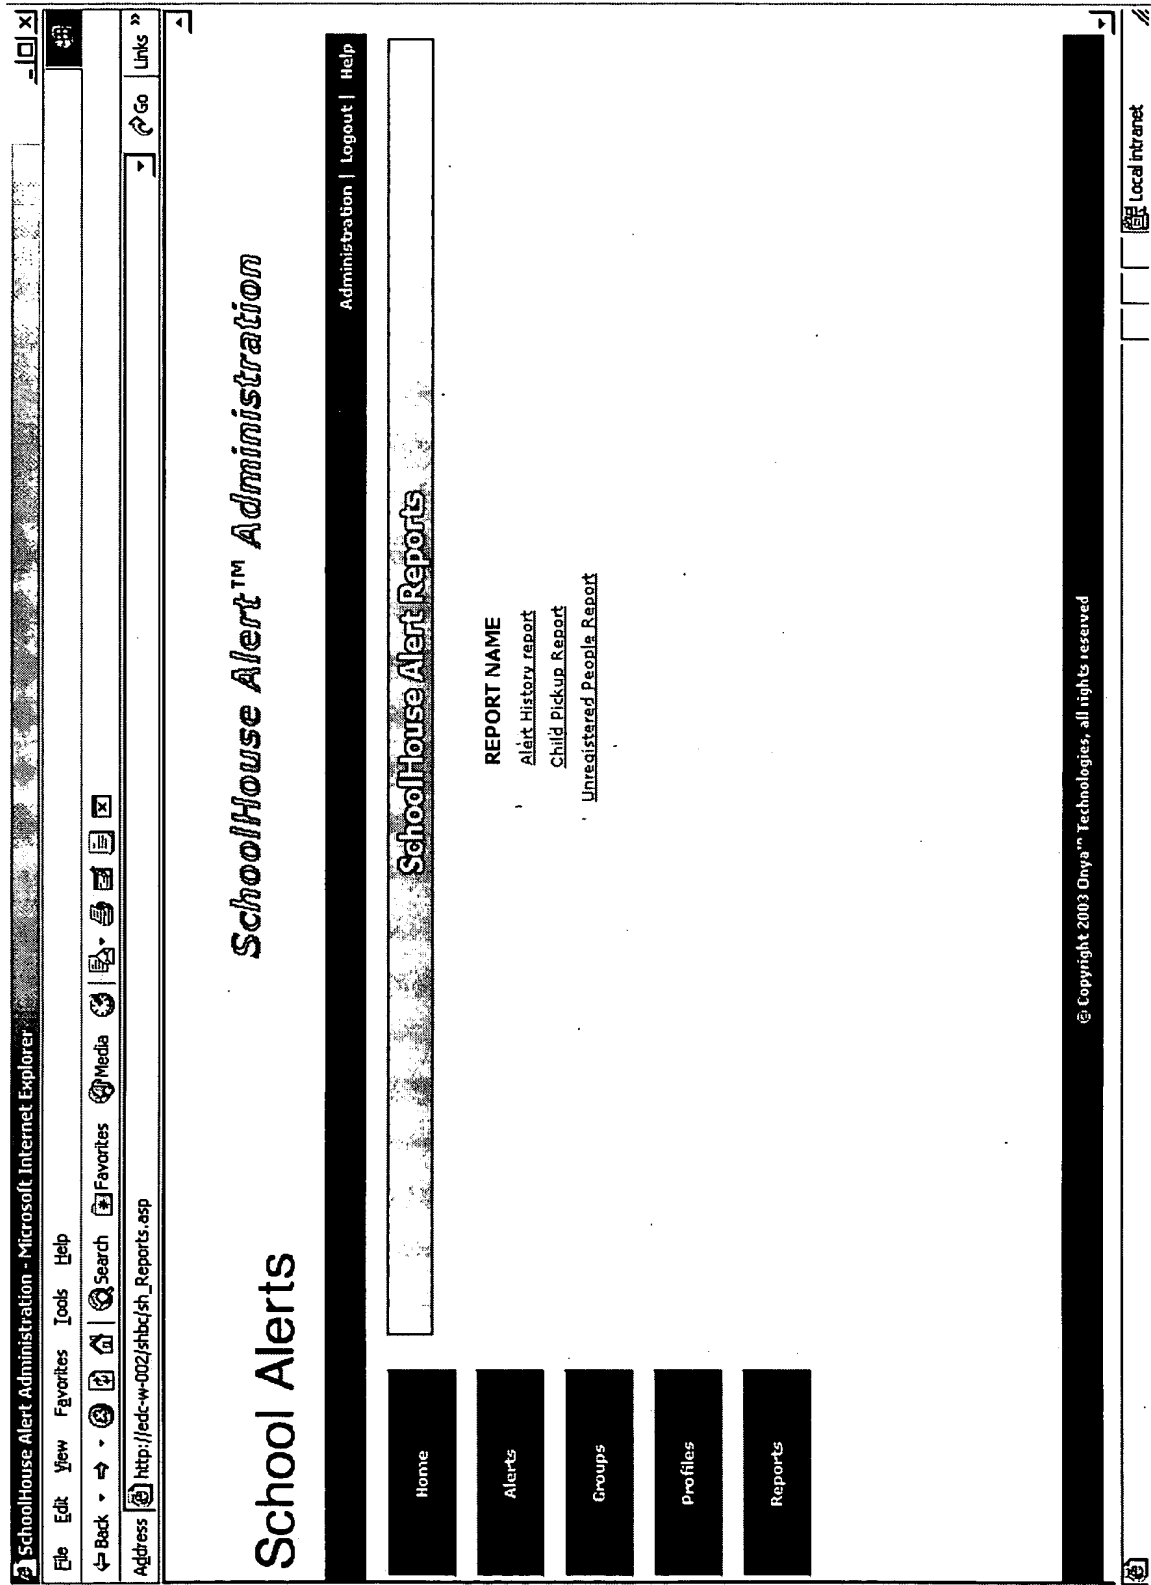 SchoolHouse Alert Administration - Microsoft Internet Explorer
File Edit View Favorites Tools Help
Back Search Favorites Media
Address http://edc-w-002/shbc/sh_Reports.asp Go Links »
School Alerts
SchoolHouse Alert™ Administration
Administration | Logout | Help
SchoolHouse Alert Reports
Home
Alerts
Groups
Profiles
Reports
REPORT NAME
Alert History report
Child Pickup Report
Unregistered People Report
© Copyright 2003 Onya™ Technologies, all rights reserved
Local intranet